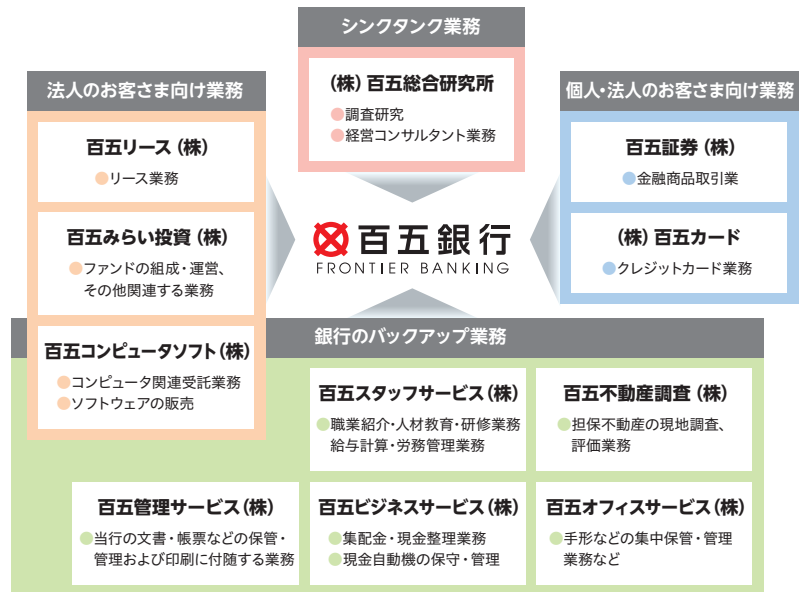 シンクタンク業務
(株)百五総合研究所
●調査研究
●経営コンサルタント業務
法人のお客さま向け業務
百五リース(株)
●リース業務
百五みらい投資(株)
●ファンドの組成・運営、
その他関連する業務
百五コンピュータソフト(株)
●コンピュータ関連受託業務
●ソフトウェアの販売
個人・法人のお客さま向け業務
百五証券(株)
●金融商品取引業
(株)百五カード
●クレジットカード業務
百五銀行
FRONTIER BANKING
銀行のバックアップ業務
百五スタッフサービス(株)
●職業紹介・人材教育・研修業務
給与計算・労務管理業務
百五不動産調査(株)
●担保不動産の現地調査、
評価業務
百五管理サービス(株)
●当行の文書・帳票などの保管・
管理および印刷に付随する業務
百五ビジネスサービス(株)
●集配金・現金整理業務
●現金自動機の保守・管理
百五オフィスサービス(株)
●手形などの集中保管・管理
業務など